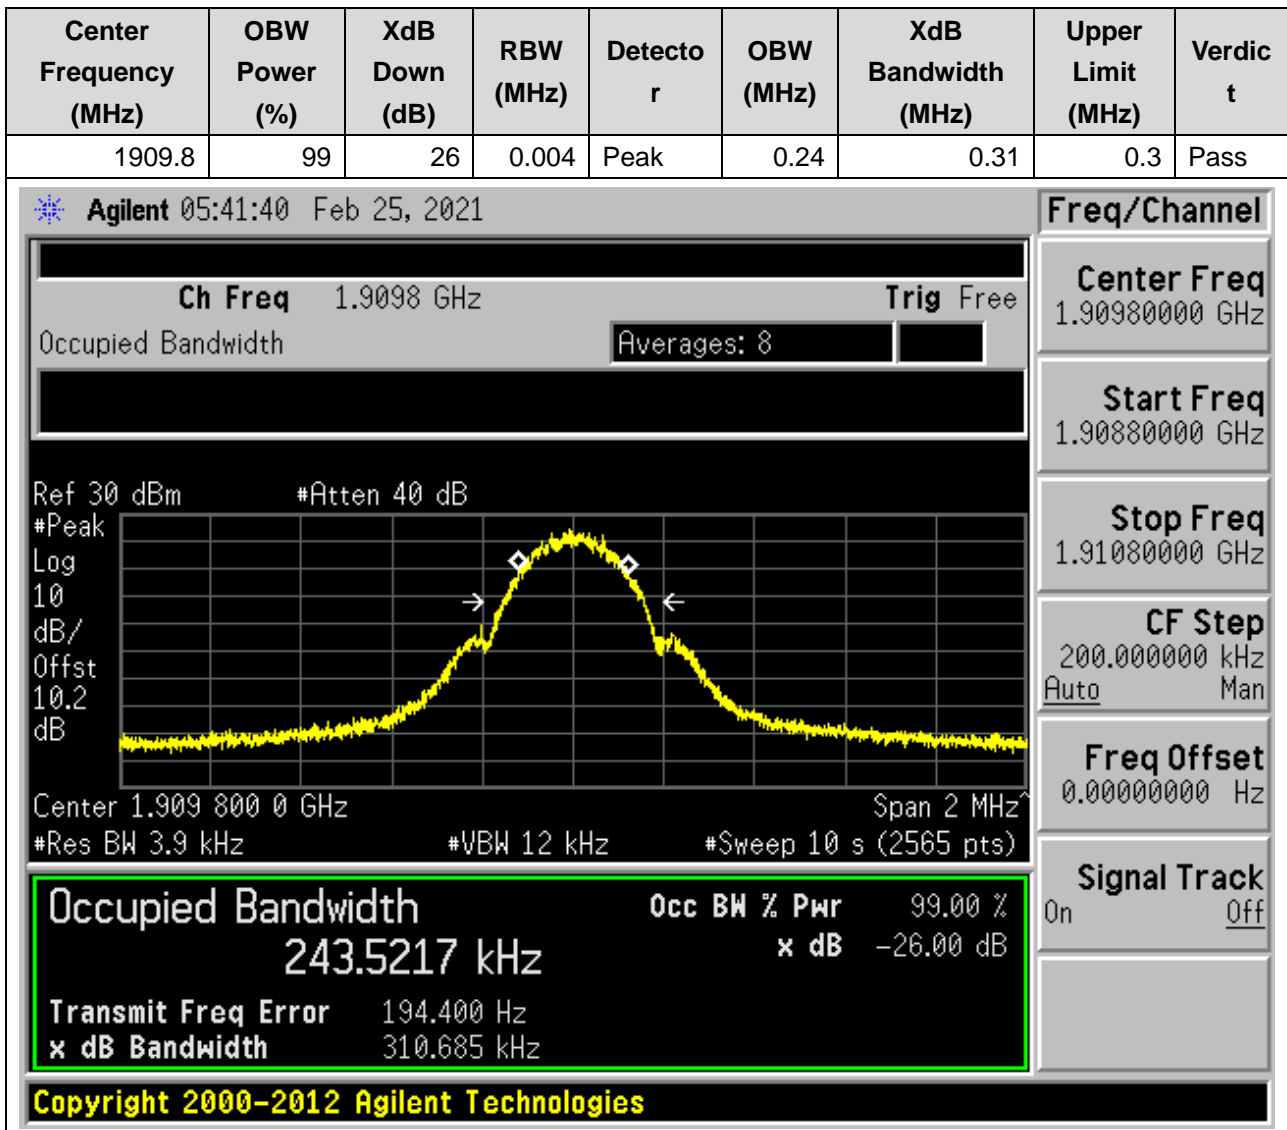 Center Frequency (MHz) OBW Power (%) XdB Down (dB) RBW (MHz) Detecto r OBW (MHz) XdB Bandwidth (MHz) Upper Limit (MHz) Verdic t
1909.8 99 26 0.004 Peak 0.24 0.31 0.3 Pass
Agilent 05:41:40 Feb 25, 2021
Ch Freq 1.9098 GHz Trig Free
Occupied Bandwidth Averages: 8
Ref 30 dBm #Atten 40 dB
#Peak
Log
10
dB/
Offst
10.2
dB
Center 1.909 800 0 GHz Span 2 MHz^
#Res BW 3.9 kHz #VBW 12 kHz #Sweep 10 s (2565 pts)
Occupied Bandwidth Occ BW % Pwr 99.00 %
243.5217 kHz x dB -26.00 dB
Transmit Freq Error 194.400 Hz
x dB Bandwidth 310.685 kHz
Copyright 2000-2012 Agilent Technologies
Freq/Channel
Center Freq
1.90980000 GHz
Start Freq
1.90880000 GHz
Stop Freq
1.91080000 GHz
CF Step
200.000000 kHz
Auto Man
Freq Offset
0.00000000 Hz
Signal Track
On Off